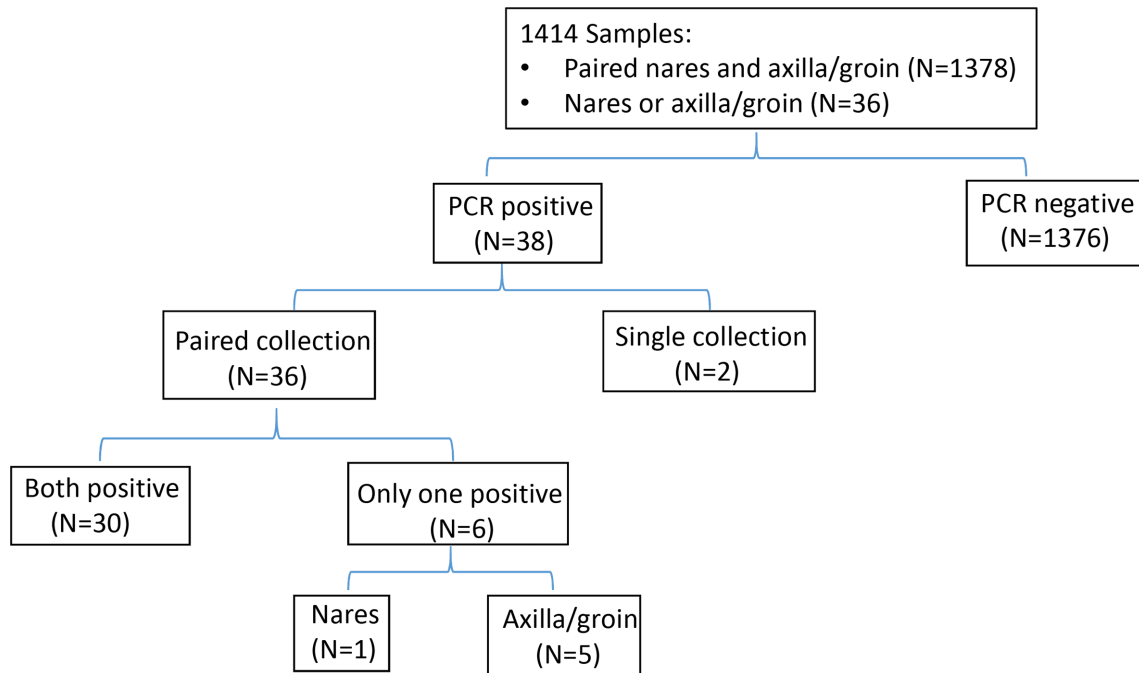 1414 Samples:
• Paired nares and axilla/groin (N=1378)
• Nares or axilla/groin (N=36)
PCR positive
(N=38)
PCR negative
(N=1376)
Paired collection
(N=36)
Single collection
(N=2)
Both positive
(N=30)
Only one positive
(N=6)
Nares
(N=1)
Axilla/groin
(N=5)